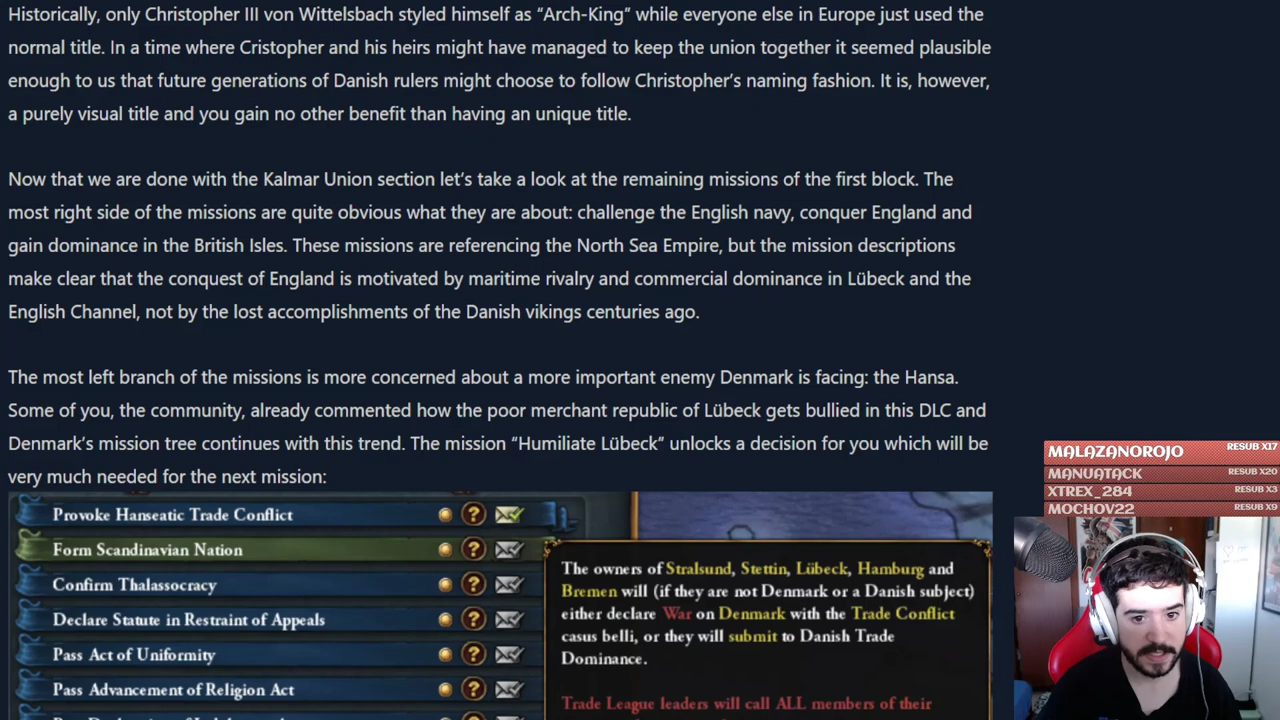 Historically, only Christopher III von Wittelsbach styled himself as “Arch-King” while everyone else in Europe just used the
normal title. In a time where Cristopher and his heirs might have managed to keep the union together it seemed plausible
enough to us that future generations of Danish rulers might choose to follow Christopher’s naming fashion. It is, however,
a purely visual title and you gain no other benefit than having an unique title.
Now that we are done with the Kalmar Union section let’s take a look at the remaining missions of the first block. The
most right side of the missions are quite obvious what they are about: challenge the English navy, conquer England and
gain dominance in the British Isles. These missions are referencing the North Sea Empire, but the mission descriptions
make clear that the conquest of England is motivated by maritime rivalry and commercial dominance in Lübeck and the
English Channel, not by the lost accomplishments of the Danish vikings centuries ago.
The most left branch of the missions is more concerned about a more important enemy Denmark is facing: the Hansa.
Some of you, the community, already commented how the poor merchant republic of Lübeck gets bullied in this DLC and
Denmark’s mission tree continues with this trend. The mission “Humiliate Lübeck” unlocks a decision for you which will be
very much needed for the next mission:
Provoke Hanseatic Trade Conflict
Form Scandinavian Nation
Confirm Thalassocracy
Declare Statute in Restraint of Appeals
Pass Act of Uniformity
Pass Advancement of Religion Act
The owners of Stralsund, Stettin, Lübeck, Hamburg and
Bremen will (if they are not Denmark or a Danish subject)
either declare War on Denmark with the Trade Conflict
casus belli, or they will submit to Danish Trade
Dominance.
Trade League leaders will call ALL members of their
MALAZANOROJO RESUB X17
MANUATACK RESUB X20
XTREX_284 RESUB X3
MOCHOV22 RESUB X9